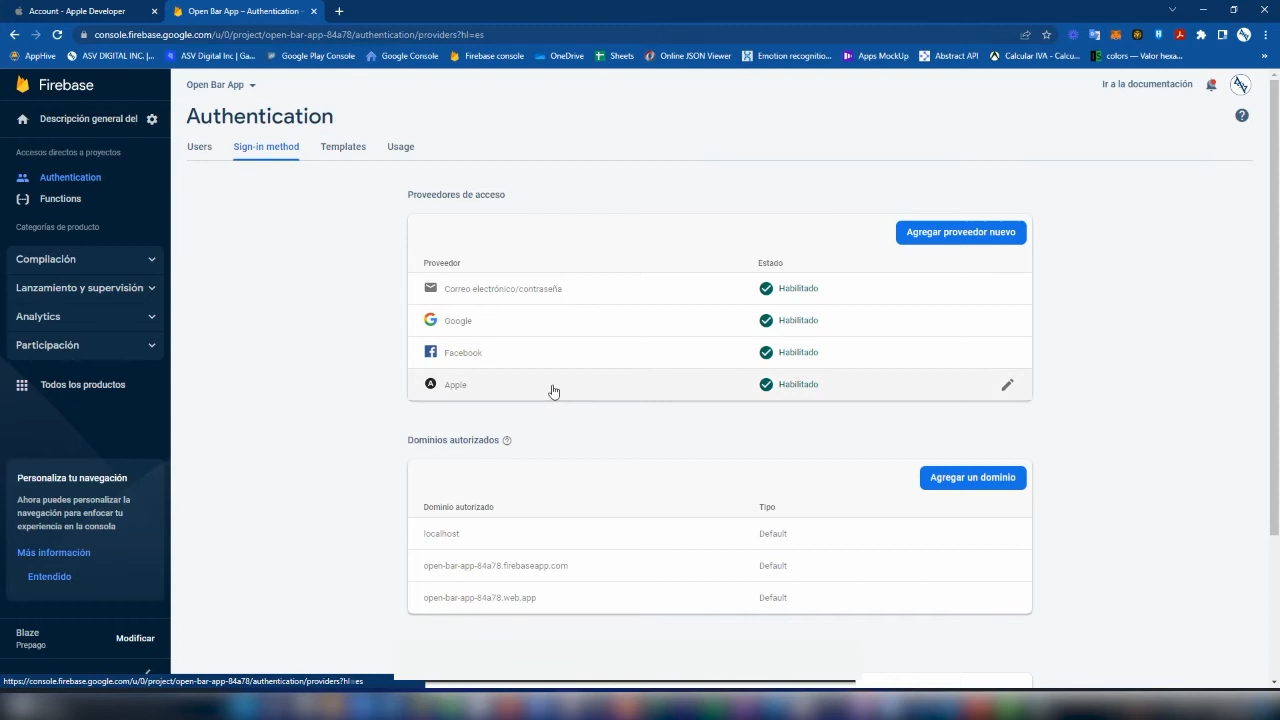 Account - Apple Developer
Open Bar App – Authentication -
console.firebase.google.com/u/0/project/open-bar-app-84a78/authentication/providers?hl=es
AppHive
ASV DIGITAL INC. |...
ASV Digital Inc | Ga...
Google Play Console
Google Console
Firebase console
OneDrive
Sheets
Online JSON Viewer
Emotion recognitio...
Apps MockUp
Abstract API
Calcular IVA - Calcu...
colors — Valor hexa...
Firebase
Open Bar App
Ir a la documentación
Authentication
Descripción general del
Users
Sign-in method
Templates
Usage
Accesos directos a proyectos
Authentication
Functions
Categorías de producto
Compilación
Lanzamiento y supervisión
Analytics
Participación
Todos los productos
Proveedores de acceso
Agregar proveedor nuevo
Proveedor
Estado
Correo electrónico/contraseña
Habilitado
Google
Habilitado
Facebook
Habilitado
Apple
Habilitado
Dominios autorizados
Agregar un dominio
Dominio autorizado
Tipo
localhost
Default
open-bar-app-84a78.firebaseapp.com
Default
open-bar-app-84a78.web.app
Default
Personaliza tu navegación
Ahora puedes personalizar la
navegación para enfocar tu
experiencia en la consola
Más información
Entendido
Blaze
Prepago
Modificar
https://console.firebase.google.com/u/0/project/open-bar-app-84a78/authentication/providers?hl=es